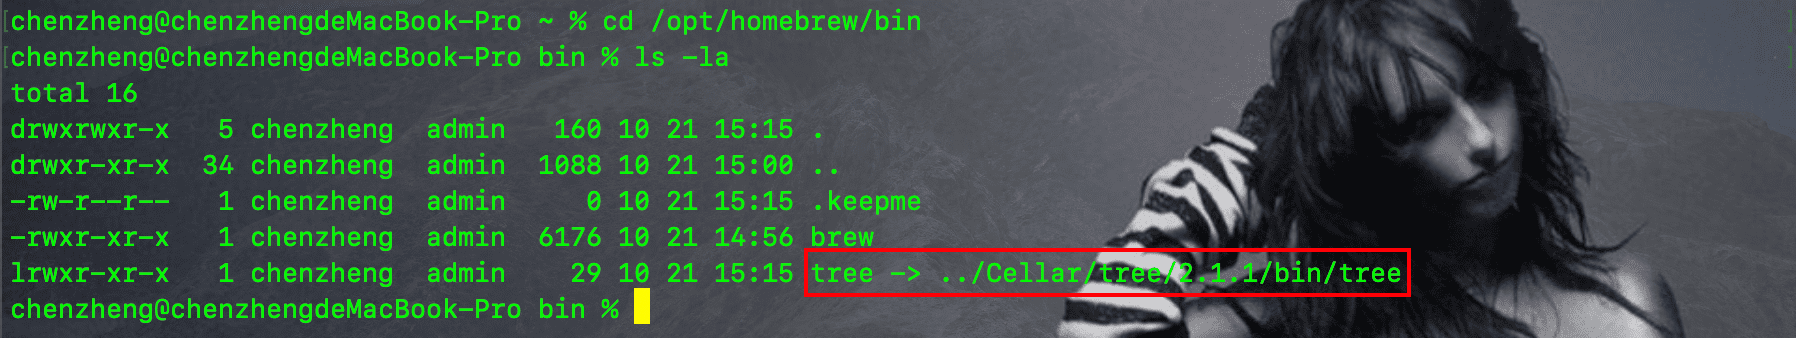 [chenzheng@chenzhengdeMacBook-Pro ~ % cd /opt/homebrew/bin ]
[chenzheng@chenzhengdeMacBook-Pro bin % ls -la ]
total 16
drwxrwxr-x   5 chenzheng  admin   160 10 21 15:15 .
drwxr-xr-x  34 chenzheng  admin  1088 10 21 15:00 ..
-rw-r--r--   1 chenzheng  admin     0 10 21 15:15 .keepme
-rwxr-xr-x   1 chenzheng  admin  6176 10 21 14:56 brew
lrwxr-xr-x   1 chenzheng  admin    29 10 21 15:15 tree -> ../Cellar/tree/2.1.1/bin/tree
chenzheng@chenzhengdeMacBook-Pro bin %